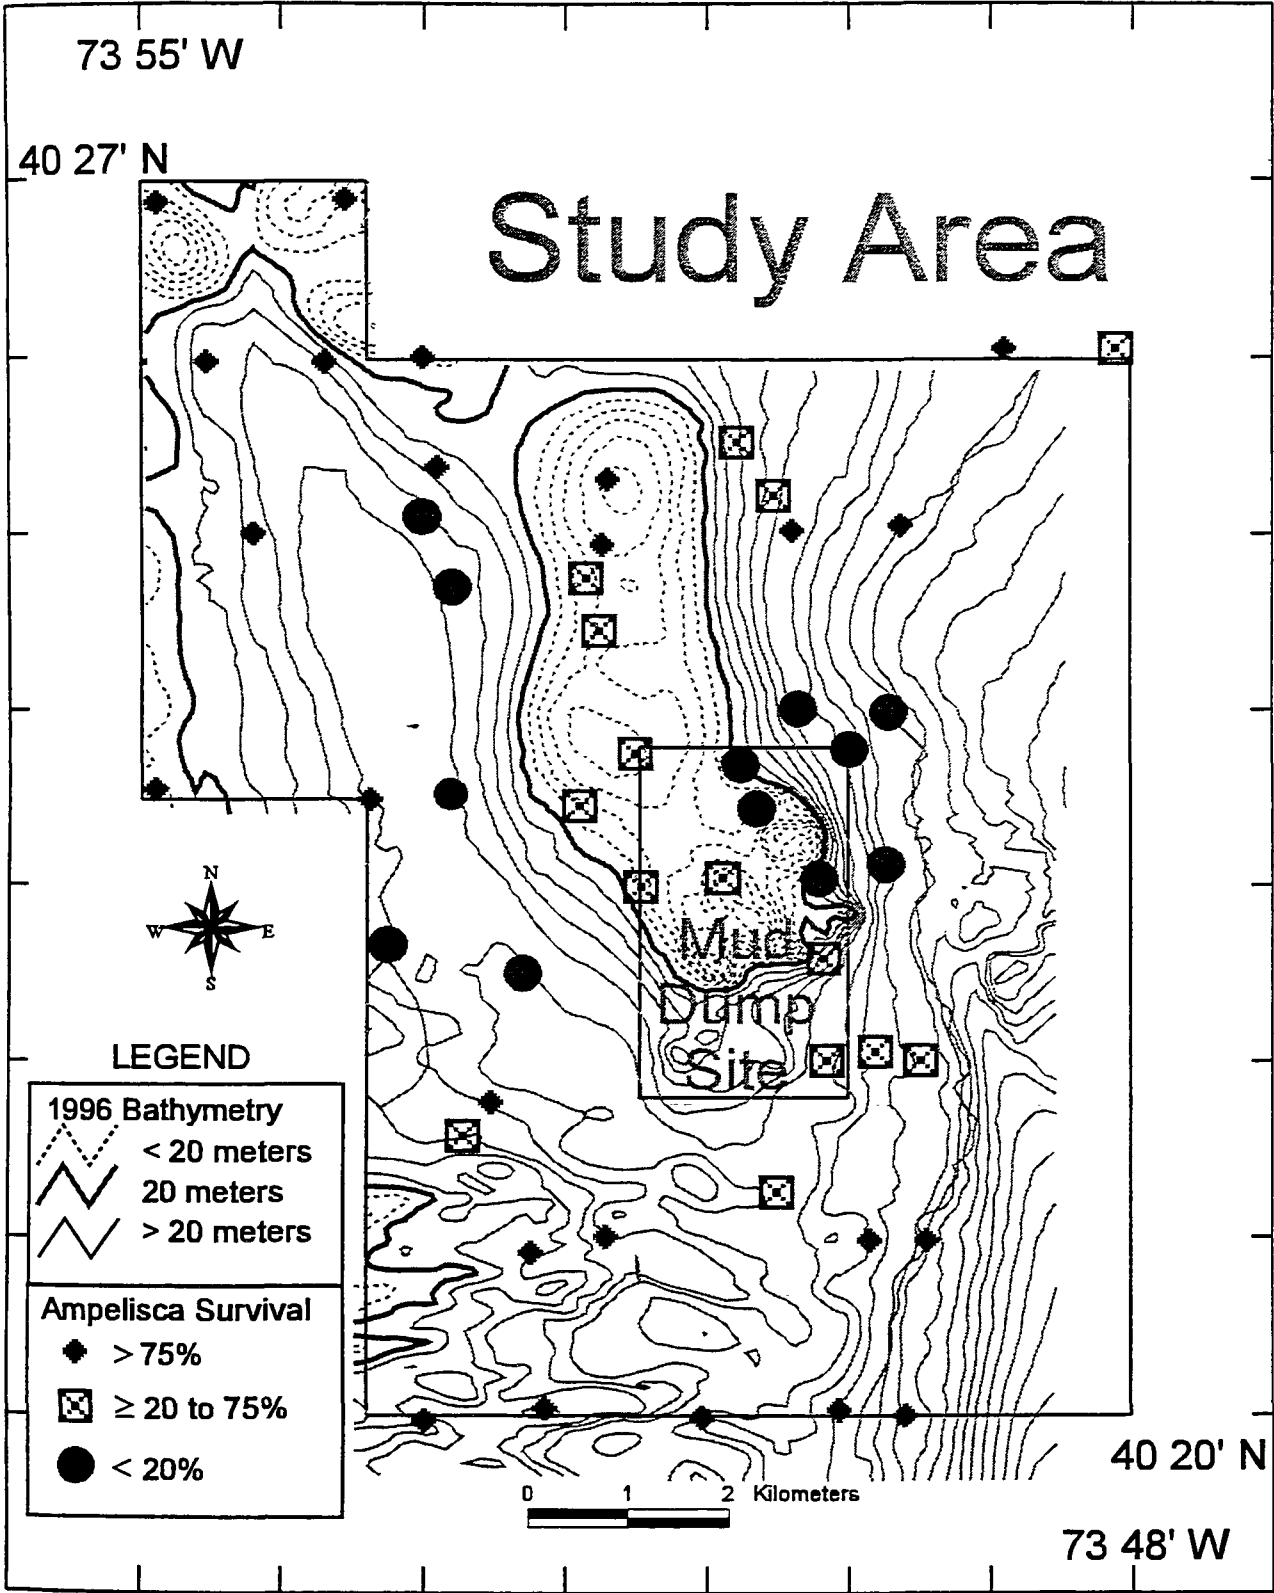 73 55' W
40 27' N
Study Area
N
W E
S
Mud
Dump
Site
LEGEND
1996 Bathymetry
< 20 meters
20 meters
> 20 meters
Ampelisca Survival
> 75%
≥ 20 to 75%
< 20%
0 1 2 Kilometers
40 20' N
73 48' W